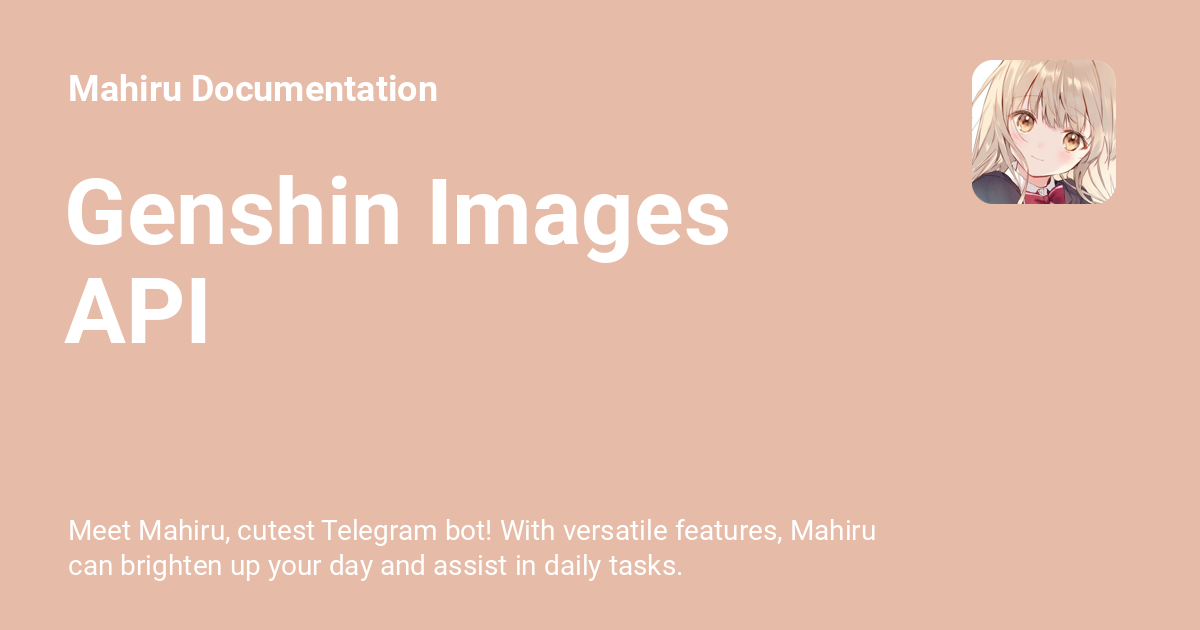 Mahiru Documentation
Genshin Images
API
Meet Mahiru, cutest Telegram bot! With versatile features, Mahiru
can brighten up your day and assist in daily tasks.